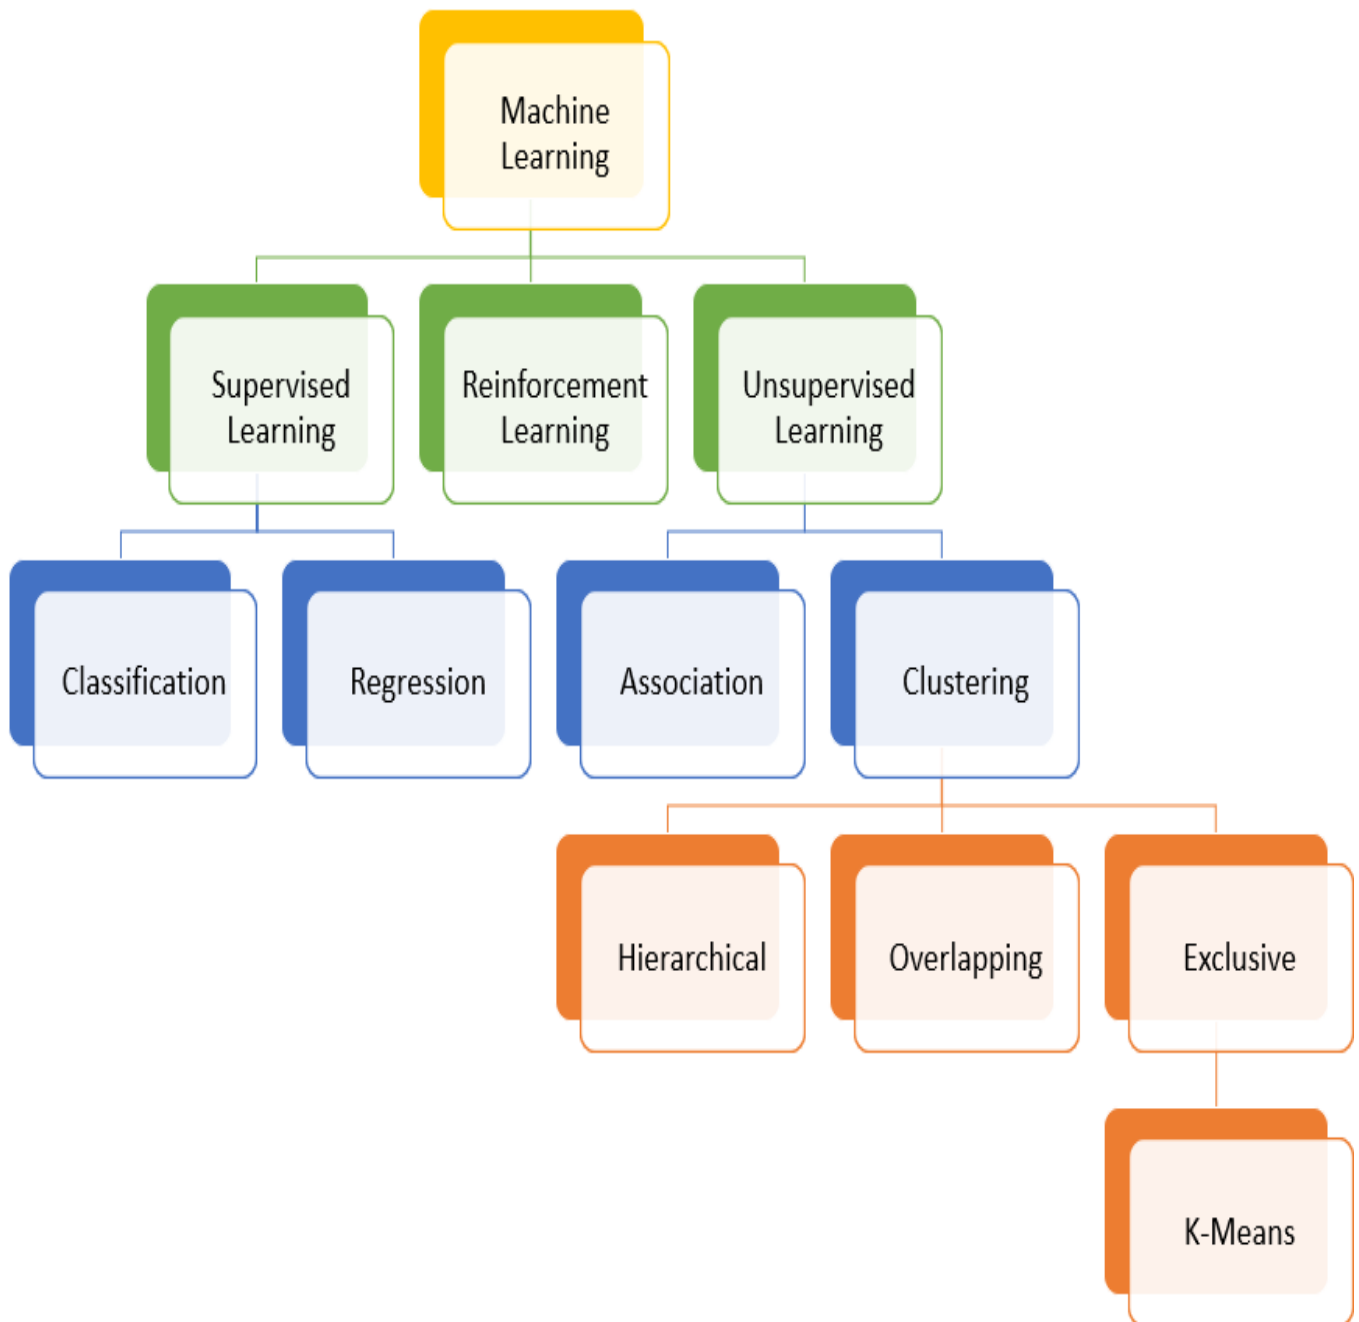 Machine
Learning
Supervised
Learning
Reinforcement
Learning
Unsupervised
Learning
Classification
Regression
Association
Clustering
Hierarchical
Overlapping
Exclusive
K-Means